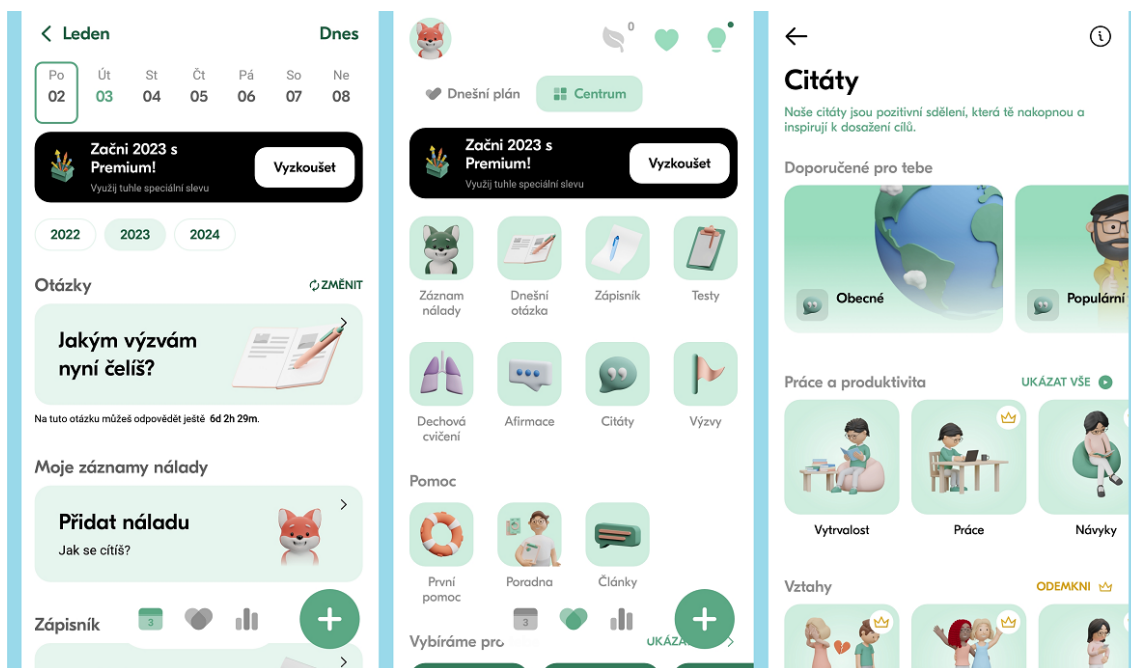 Leden
Dnes
Po Út St Čt Pá So Ne
02 03 04 05 06 07 08
Začni 2023 s
Premium!
Využij tuhle speciální slevu
Vyzkoušet
2022 2023 2024
Otázky
ZMĚNIT
Jakým výzvám
nyní čelíš?
Na tuto otázku můžeš odpovědět ještě 6d 2h 29m.
Moje záznamy nálady
Přidat náladu
Jak se cítíš?
Zápisník
3
0
Dnešní plán
Centrum
Začni 2023 s
Premium!
Využij tuhle speciální slevu
Vyzkoušet
Záznam
nálady
Dnešní
otázka
Zápisník
Testy
Dechová
cvičení
Afirmace
Citáty
Výzvy
Pomoc
První
pomoc
Poradna
Články
3
Vybíráme pro
Citáty
Naše citáty jsou pozitivní sdělení, která tě nakopnou a
inspirují k dosažení cílů.
Doporučené pro tebe
Obecné
Populární
Práce a produktivita
UKÁZAT VŠE
Vytrvalost
Práce
Návyky
Vztahy
ODEMKNI